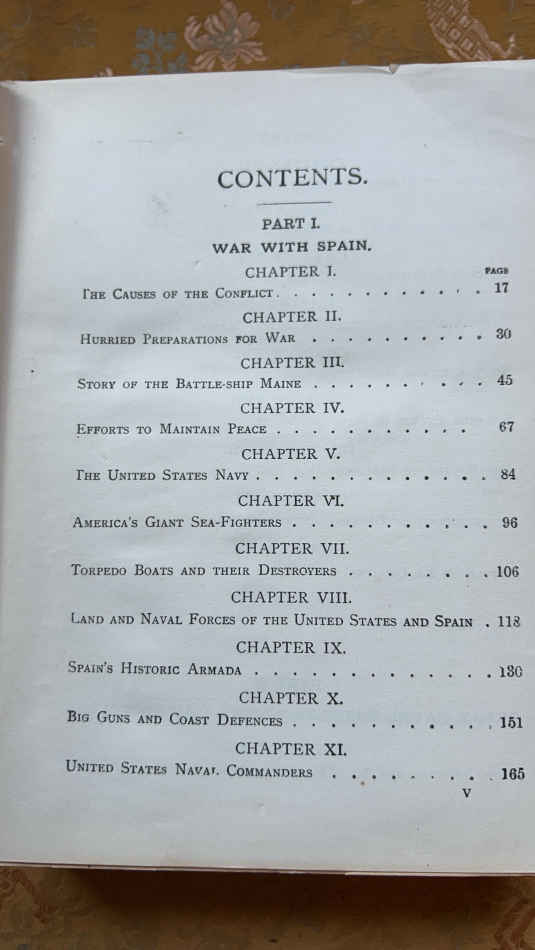 CONTENTS.
PART I.
WAR WITH SPAIN.
CHAPTER I.
PAGE
The Causes of the Conflict . . . . . . . . . . . . 17
CHAPTER II.
Hurried Preparations for War . . . . . . . . . . 30
CHAPTER III.
Story of the Battle-ship Maine . . . . . . . . . . 45
CHAPTER IV.
Efforts to Maintain Peace . . . . . . . . . . . 67
CHAPTER V.
The United States Navy . . . . . . . . . . . . . 84
CHAPTER VI.
America's Giant Sea-Fighters . . . . . . . . . . . 96
CHAPTER VII.
Torpedo Boats and their Destroyers . . . . . . . . 106
CHAPTER VIII.
Land and Naval Forces of the United States and Spain . 118
CHAPTER IX.
Spain's Historic Armada . . . . . . . . . . . . . 130
CHAPTER X.
Big Guns and Coast Defences . . . . . . . . . . . 151
CHAPTER XI.
United States Naval Commanders . . . . . . . . . 165
v